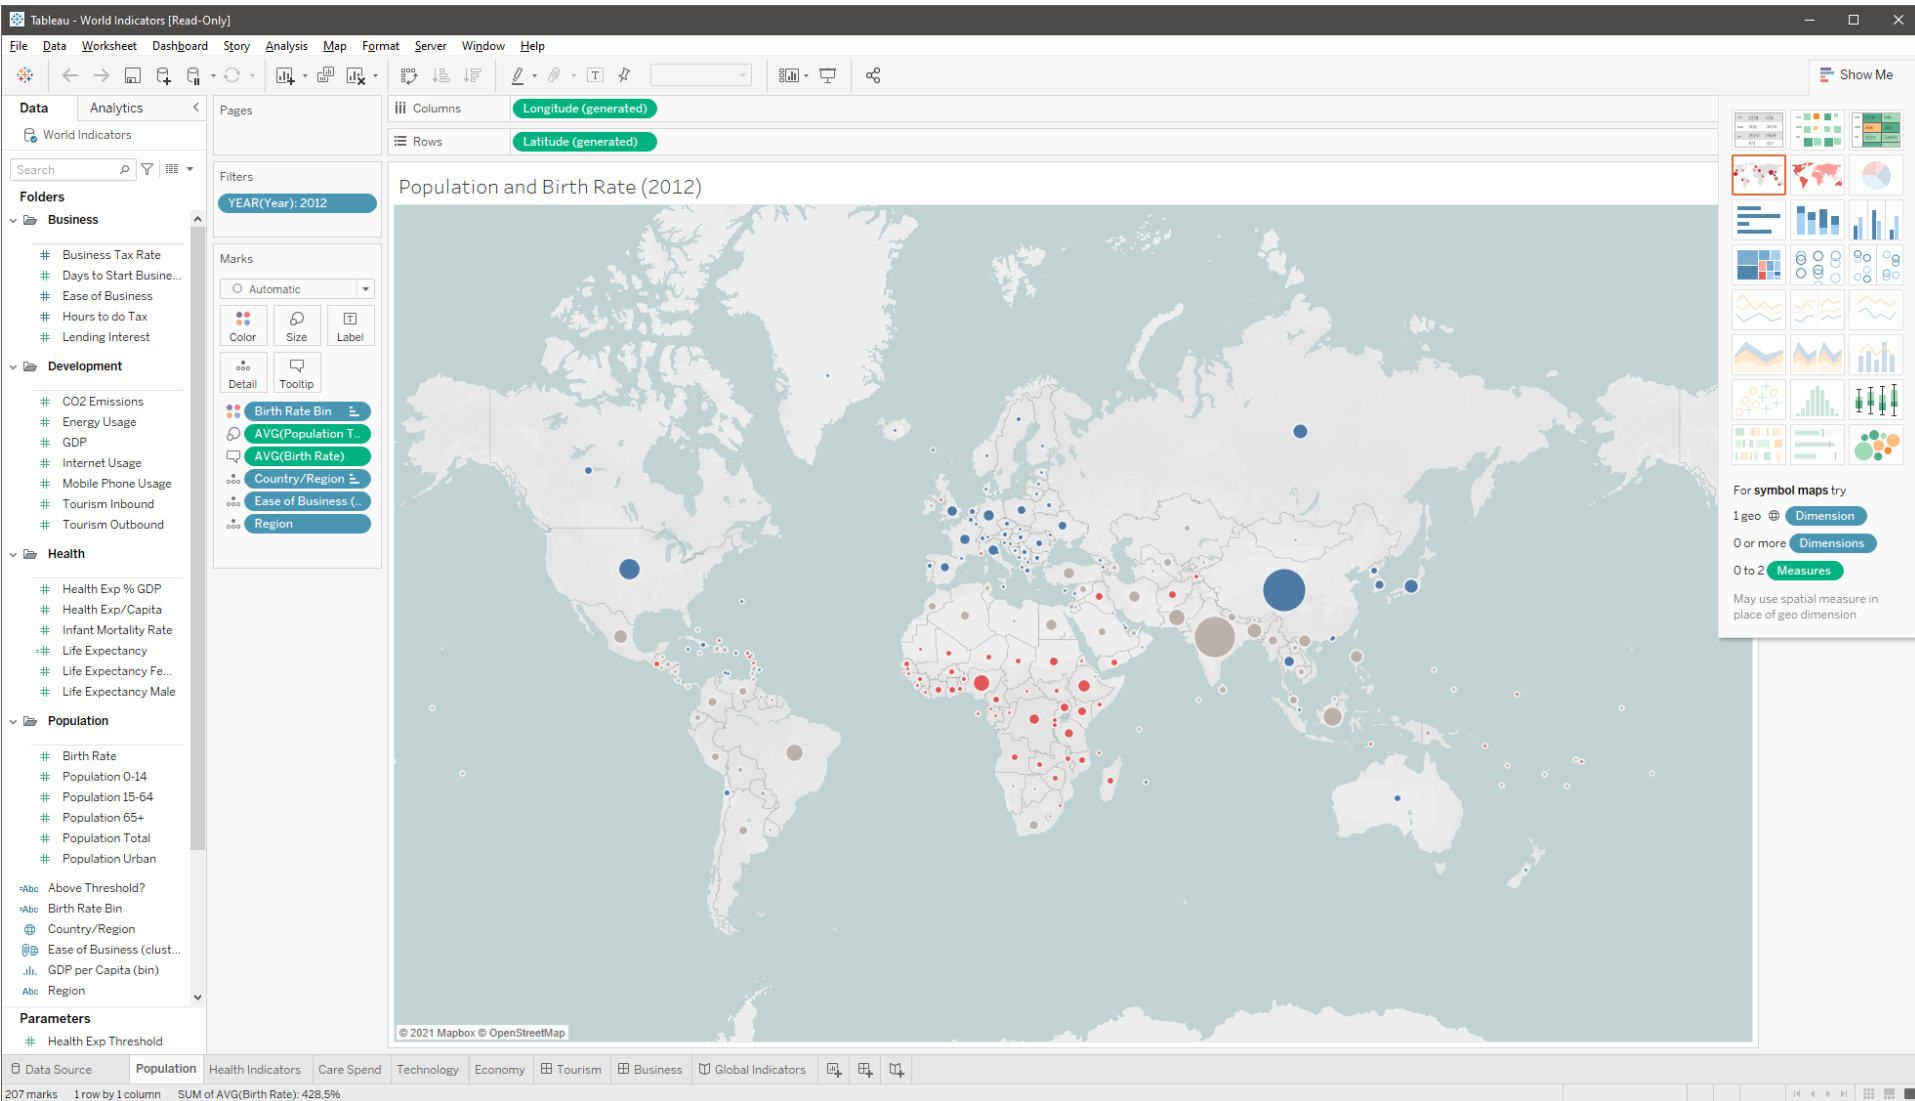 Tableau - World Indicators [Read-Only]
File Data Worksheet Dashboard Story Analysis Map Format Server Window Help
Show Me
Data Analytics
World Indicators
Search
Folders
Business
Business Tax Rate
Days to Start Busine...
Ease of Business
Hours to do Tax
Lending Interest
Development
CO2 Emissions
Energy Usage
GDP
Internet Usage
Mobile Phone Usage
Tourism Inbound
Tourism Outbound
Health
Health Exp % GDP
Health Exp/Capita
Infant Mortality Rate
Life Expectancy
Life Expectancy Fe...
Life Expectancy Male
Population
Birth Rate
Population 0-14
Population 15-64
Population 65+
Population Total
Population Urban
=Abc Above Threshold?
=Abc Birth Rate Bin
Country/Region
Ease of Business (clust...
GDP per Capita (bin)
Abc Region
Parameters
Health Exp Threshold
Pages
Filters
YEAR(Year): 2012
Marks
Automatic
Color Size Label
Detail Tooltip
Birth Rate Bin
AVG(Population T..
AVG(Birth Rate)
Country/Region
Ease of Business (..
Region
Columns Longitude (generated)
Rows Latitude (generated)
Population and Birth Rate (2012)
© 2021 Mapbox © OpenStreetMap
For symbol maps try
1 geo Dimension
0 or more Dimensions
0 to 2 Measures
May use spatial measure in
place of geo dimension
Data Source Population Health Indicators Care Spend Technology Economy Tourism Business Global Indicators
207 marks 1 row by 1 column SUM of AVG(Birth Rate): 428,5%